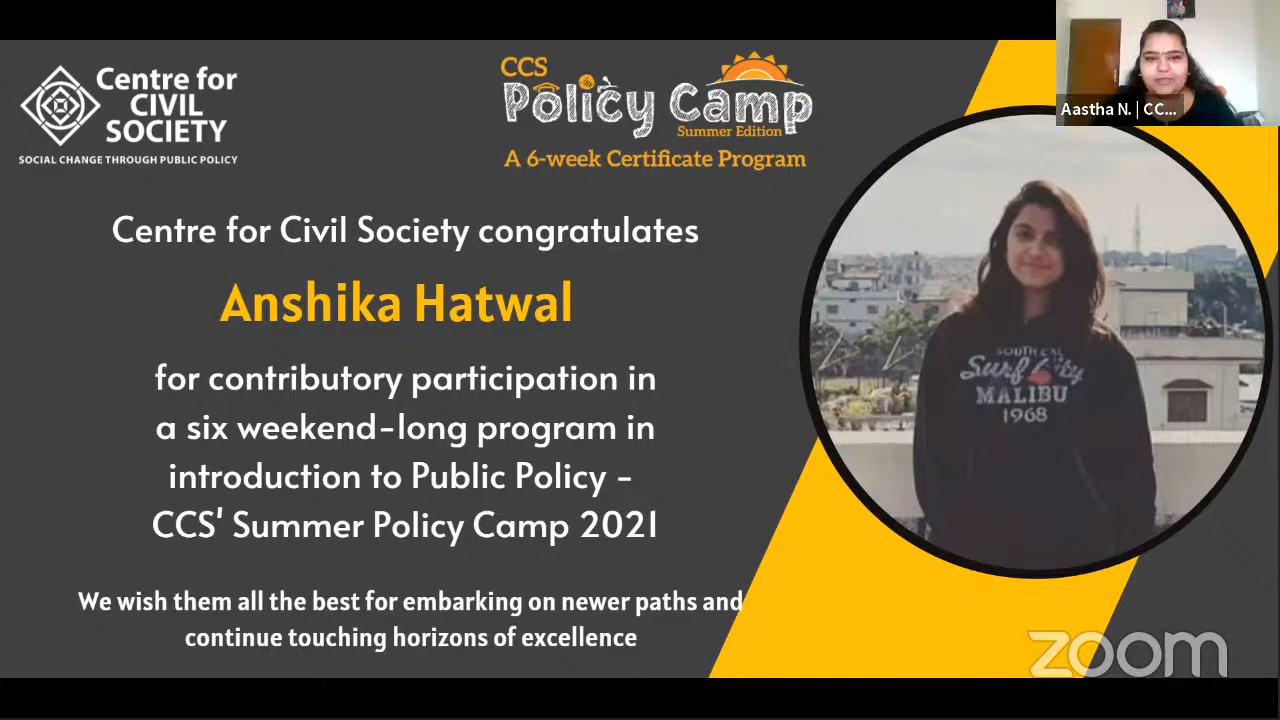 Centre for
CIVIL
SOCIETY
SOCIAL CHANGE THROUGH PUBLIC POLICY
CCS
Policy Camp
Summer Edition
A 6-week Certificate Program
Aastha N. | CC...
Centre for Civil Society congratulates
Anshika Hatwal
for contributory participation in
a six weekend-long program in
introduction to Public Policy -
CCS' Summer Policy Camp 2021
We wish them all the best for embarking on newer paths and
continue touching horizons of excellence
SOUTH
Surf City
MALIBU
1968
zoom